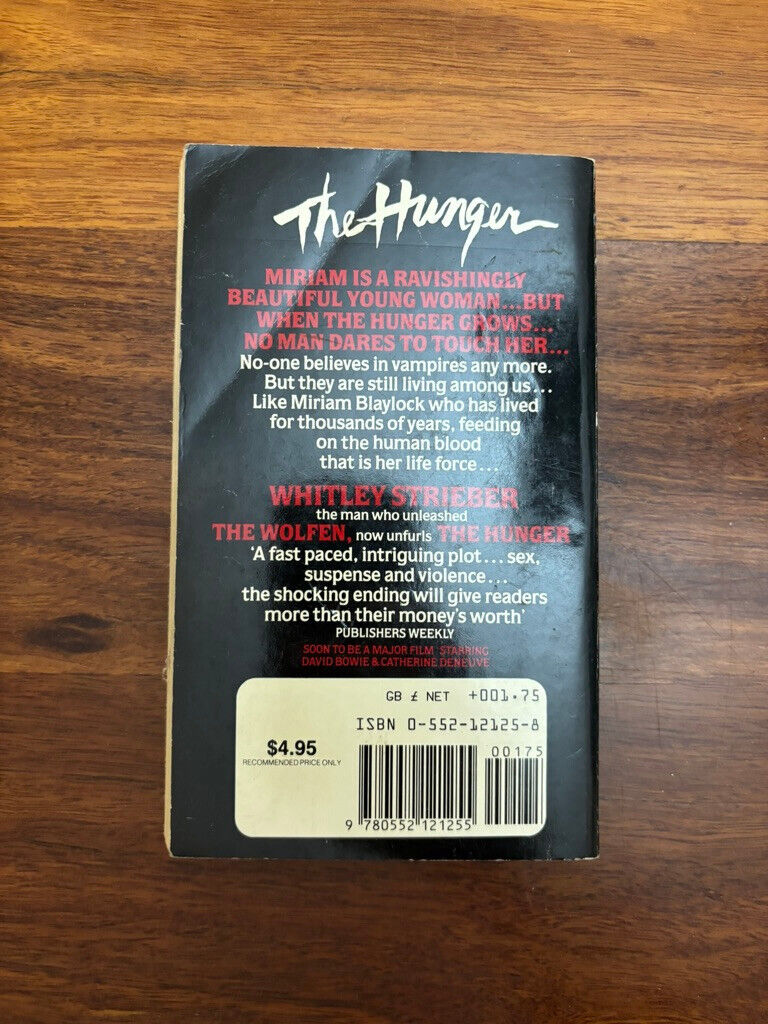 The Hunger
MIRIAM IS A RAVISHINGLY
BEAUTIFUL YOUNG WOMAN...BUT
WHEN THE HUNGER GROWS...
NO MAN DARES TO TOUCH HER...
No-one believes in vampires any more.
But they are still living among us...
Like Miriam Blaylock who has lived
for thousands of years, feeding
on the human blood
that is her life force...
WHITLEY STRIEBER
the man who unleashed
THE WOLFEN, now unfurls THE HUNGER
'A fast paced, intriguing plot...sex,
suspense and violence...
the shocking ending will give readers
more than their money's worth'
PUBLISHERS WEEKLY
SOON TO BE A MAJOR FILM STARRING
DAVID BOWIE & CATHERINE DENEUVE
GB £ NET +001.75
ISBN 0-552-12125-8
$4.95
RECOMMENDED PRICE ONLY
00175
9 780552 121255